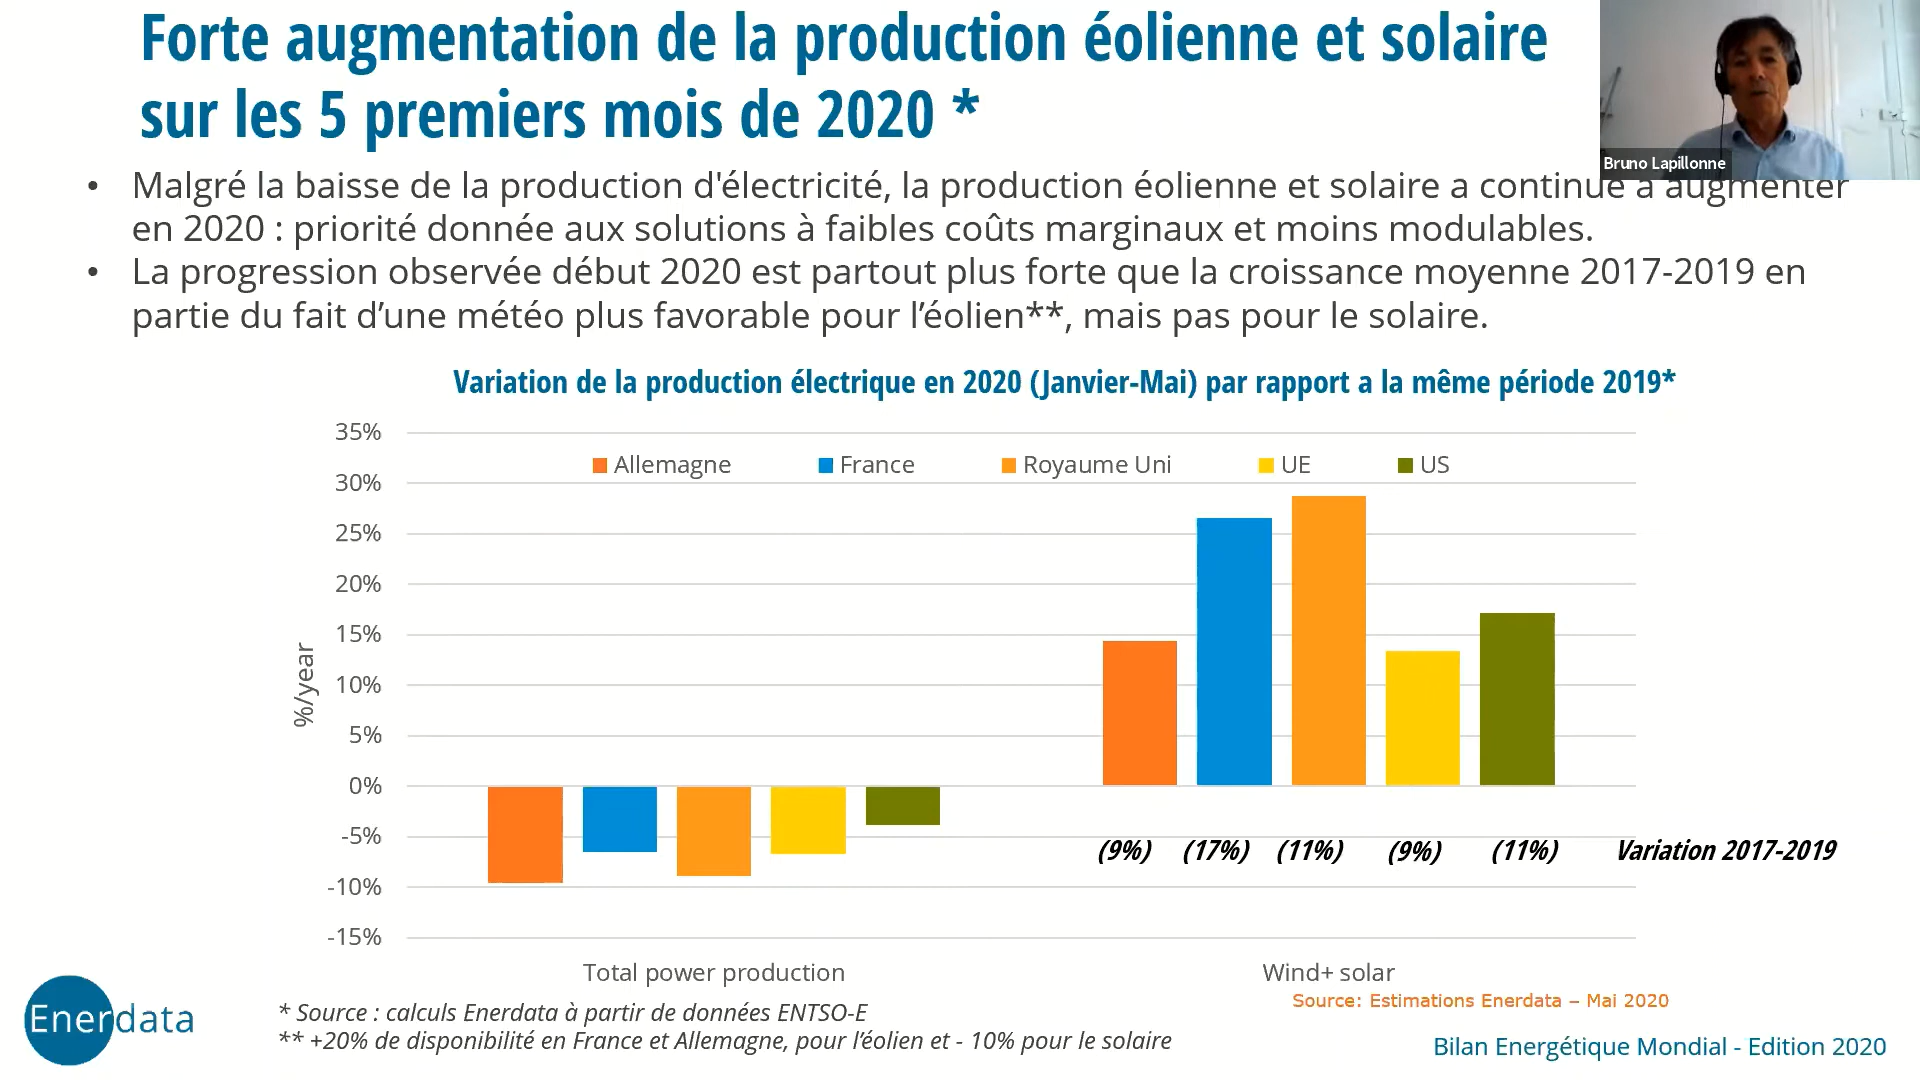 Forte augmentation de la production éolienne et solaire
sur les 5 premiers mois de 2020 *
Bruno Lapillonne
• Malgré la baisse de la production d'électricité, la production éolienne et solaire a continué à augmenter
en 2020 : priorité donnée aux solutions à faibles coûts marginaux et moins modulables.
• La progression observée début 2020 est partout plus forte que la croissance moyenne 2017-2019 en
partie du fait d’une météo plus favorable pour l’éolien**, mais pas pour le solaire.
Variation de la production électrique en 2020 (Janvier-Mai) par rapport a la même période 2019*
35%
Allemagne France Royaume Uni UE US
30%
25%
20%
15%
10%
5%
0%
-5%
-10%
-15%
%/year
(9%) (17%) (11%) (9%) (11%) Variation 2017-2019
Total power production Wind+ solar
Source: Estimations Enerdata – Mai 2020
* Source : calculs Enerdata à partir de données ENTSO-E
** +20% de disponibilité en France et Allemagne, pour l’éolien et - 10% pour le solaire
Enerdata
Bilan Energétique Mondial - Edition 2020